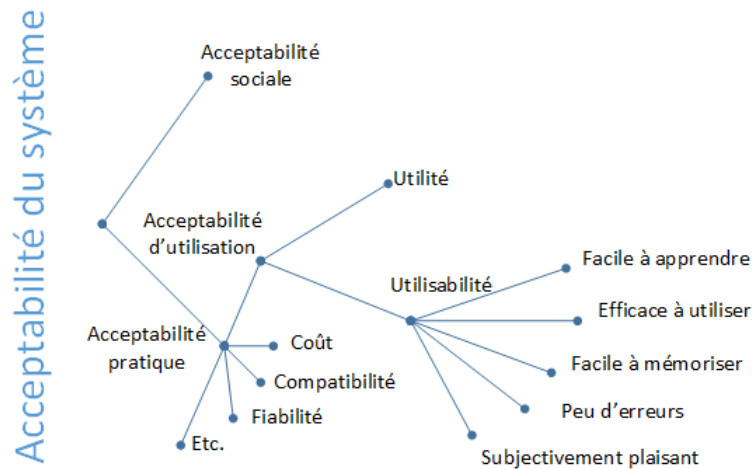 Acceptabilité du système
Acceptabilité
sociale
Utilité
Acceptabilité
d’utilisation
Utilisabilité
Facile à apprendre
Efficace à utiliser
Acceptabilité
pratique
Coût
Facile à mémoriser
Compatibilité
Peu d’erreurs
Fiabilité
Etc.
Subjectivement plaisant